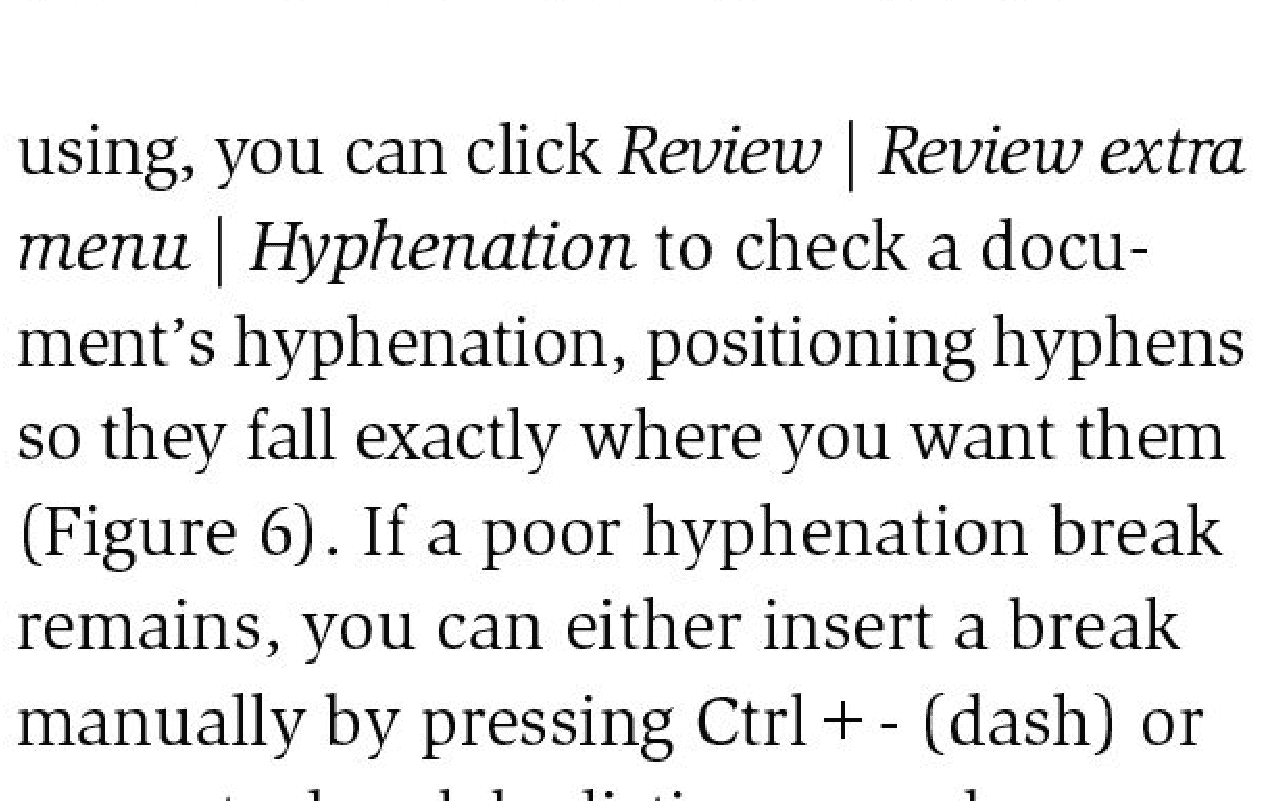 using, you can click Review | Review extra
menu | Hyphenation to check a docu-
ment’s hyphenation, positioning hyphens
so they fall exactly where you want them
(Figure 6). If a poor hyphenation break
remains, you can either insert a break
manually by pressing Ctrl + - (dash) or